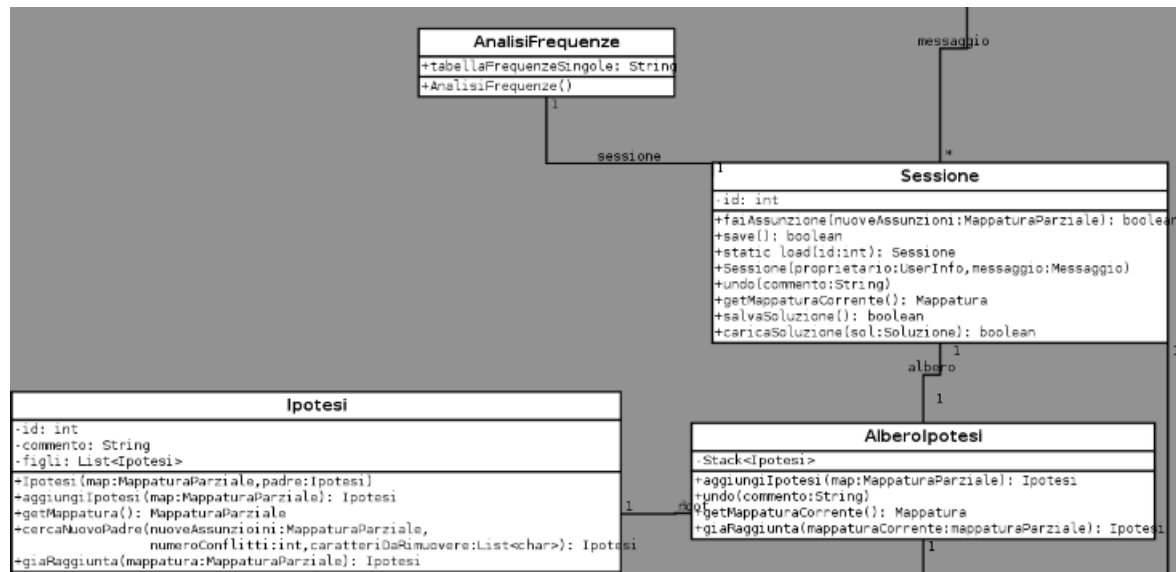 messaggio
AnalisiFrequenze
+tabellaFrequenzeSingole: String
+AnalisiFrequenze()
1
sessione
*
1
Sessione
-id: int
+faiAssunzione(nuoveAssunzioni:MappaturaParziale): boolean
+save(): boolean
+static load(id:int): Sessione
+Sessione(proprietario:UserInfo,messaggio:Messaggio)
+undo(commento:String)
+getMappaturaCorrente(): Mappatura
+salvaSoluzione(): boolean
+caricaSoluzione(sol:Soluzione): boolean
1
albero
1
Ipotesi
-id: int
-commento: String
-figli: List<Ipotesi>
+Ipotesi(map:MappaturaParziale,padre:Ipotesi)
+aggiungiIpotesi(map:MappaturaParziale): Ipotesi
+getMappatura(): MappaturaParziale
+cercaNuovoPadre(nuoveAssunzioini:MappaturaParziale,
numeroConflitti:int,caratteriDaRimuovere:List<char>): Ipotesi
+giaRaggiunta(mappatura:MappaturaParziale): Ipotesi
1
AlberoIpotesi
-Stack<Ipotesi>
+aggiungiIpotesi(map:MappaturaParziale): Ipotesi
+undo(commento:String)
+getMappaturaCorrente(): Mappatura
+giaRaggiunta(mappaturaCorrente:mappaturaParziale): Ipotesi
1